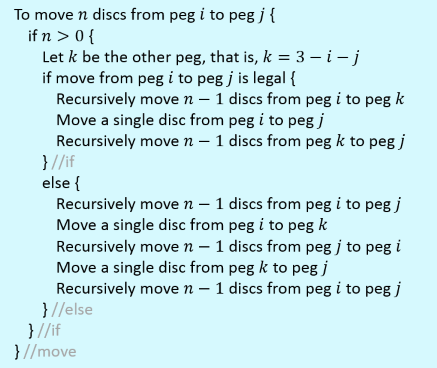 To move n discs from peg i to peg j {
if n > 0 {
Let k be the other peg, that is, k = 3 − i − j
if move from peg i to peg j is legal {
Recursively move n − 1 discs from peg i to peg k
Move a single disc from peg i to peg j
Recursively move n − 1 discs from peg k to peg j
} //if
else {
Recursively move n − 1 discs from peg i to peg j
Move a single disc from peg i to peg k
Recursively move n − 1 discs from peg j to peg i
Move a single disc from peg k to peg j
Recursively move n − 1 discs from peg i to peg j
} //else
} //if
} //move